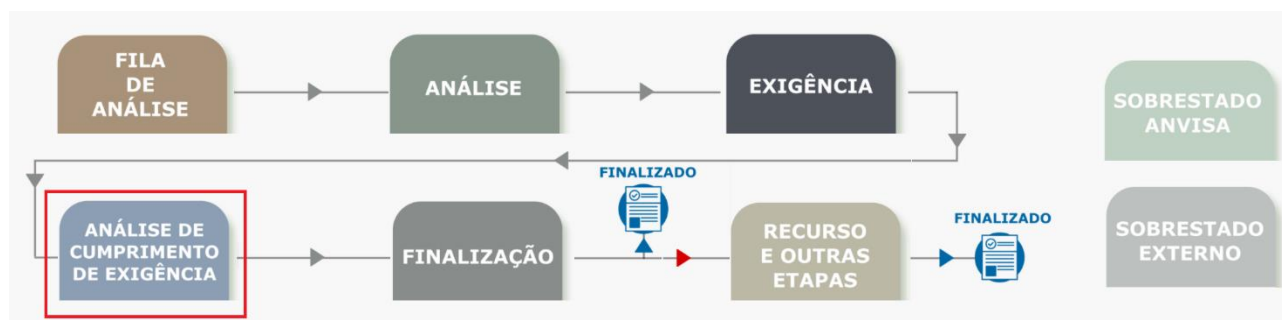 FILA
DE
ANÁLISE
ANÁLISE
EXIGÊNCIA
SOBRESTADO
ANVISA
ANÁLISE DE
CUMPRIMENTO
DE EXIGÊNCIA
FINALIZAÇÃO
FINALIZADO
RECURSO
E OUTRAS
ETAPAS
FINALIZADO
SOBRESTADO
EXTERNO